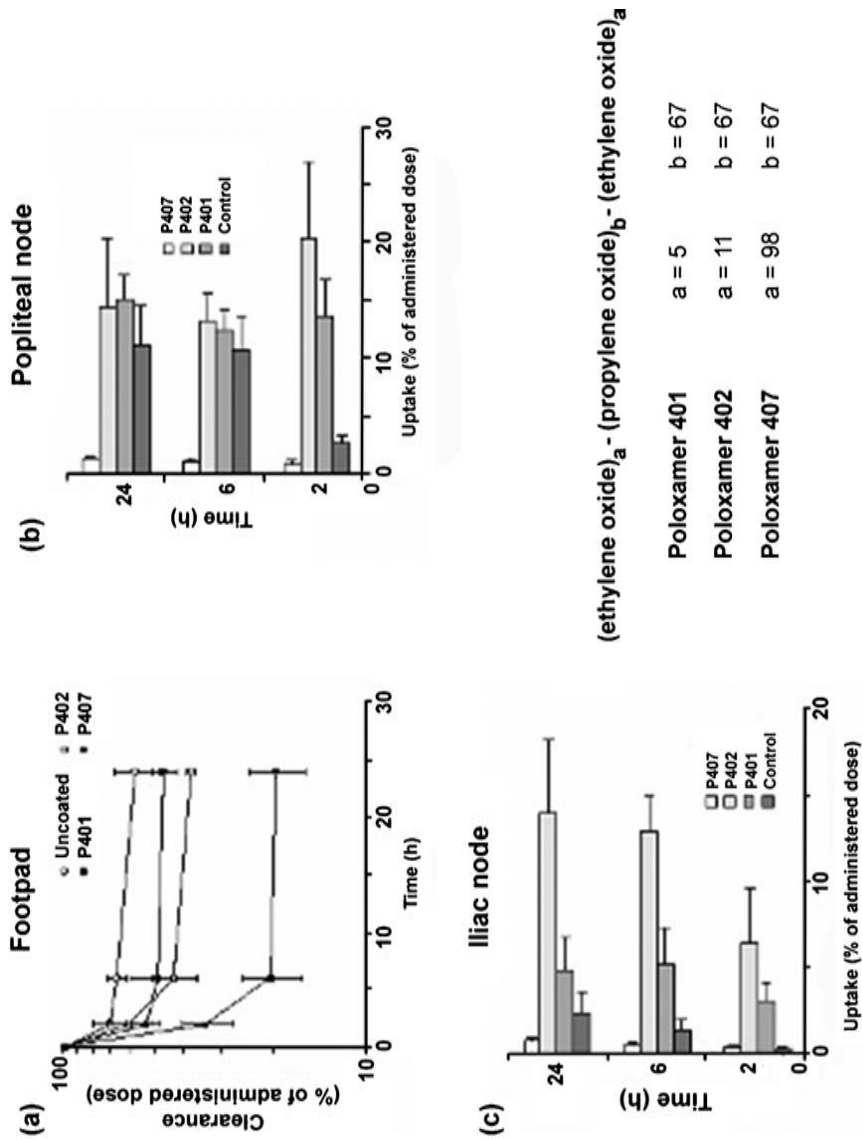 (a)
Footpad
Uncoated
P401
P402
P407
Clearance
(% of administered dose)
100
10
0
10
20
30
Time (h)
(b)
Popliteal node
P407
P402
P401
Control
Time (h)
24
6
2
0
0
10
20
30
Uptake (% of administered dose)
(c)
Iliac node
P407
P402
P401
Control
Time (h)
24
6
2
0
0
10
20
Uptake (% of administered dose)
(ethylene oxide)a - (propylene oxide)b - (ethylene oxide)a
Poloxamer 401 a = 5 b = 67
Poloxamer 402 a = 11 b = 67
Poloxamer 407 a = 98 b = 67